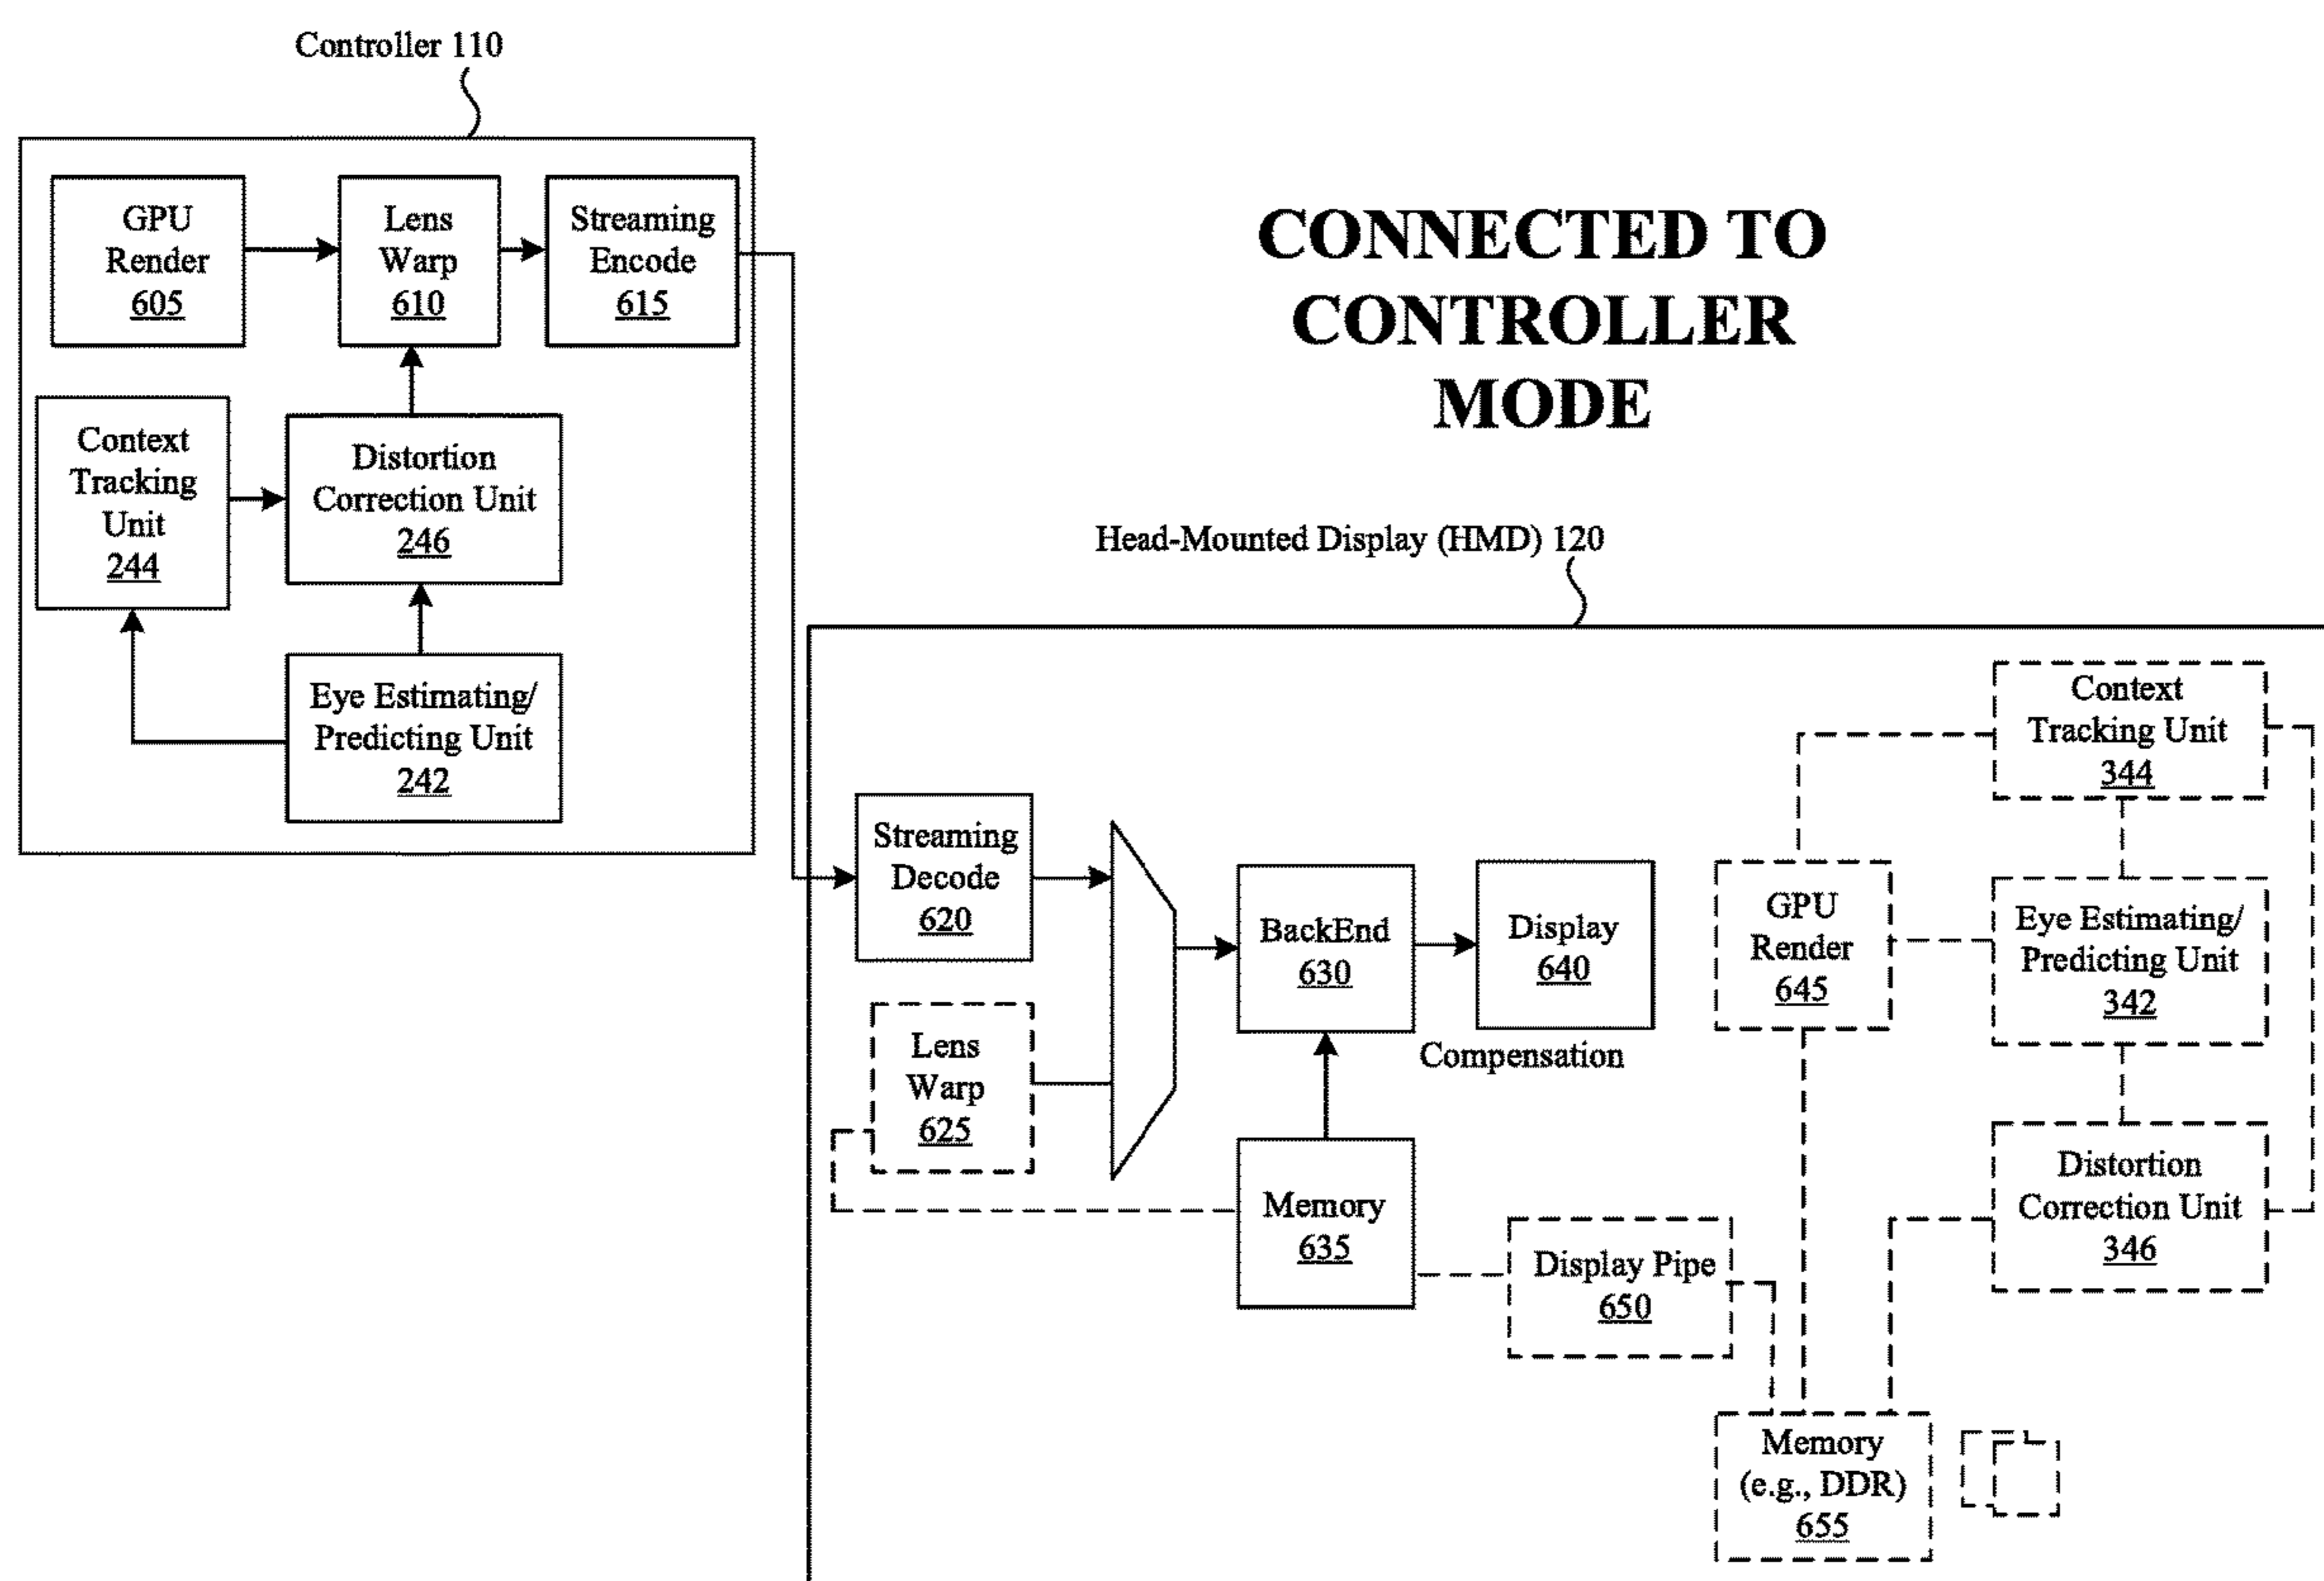 Controller 110
GPU
Render
605
Lens
Warp
610
Streaming
Encode
615
Context
Tracking
Unit
244
Distortion
Correction Unit
246
Eye Estimating/
Predicting Unit
242
CONNECTED TO
CONTROLLER
MODE
Head-Mounted Display (HMD) 120
Streaming
Decode
620
Lens
Warp
625
BackEnd
630
Display
640
Compensation
Memory
635
Display Pipe
650
GPU
Render
645
Context
Tracking Unit
344
Eye Estimating/
Predicting Unit
342
Distortion
Correction Unit
346
Memory
(e.g., DDR)
655